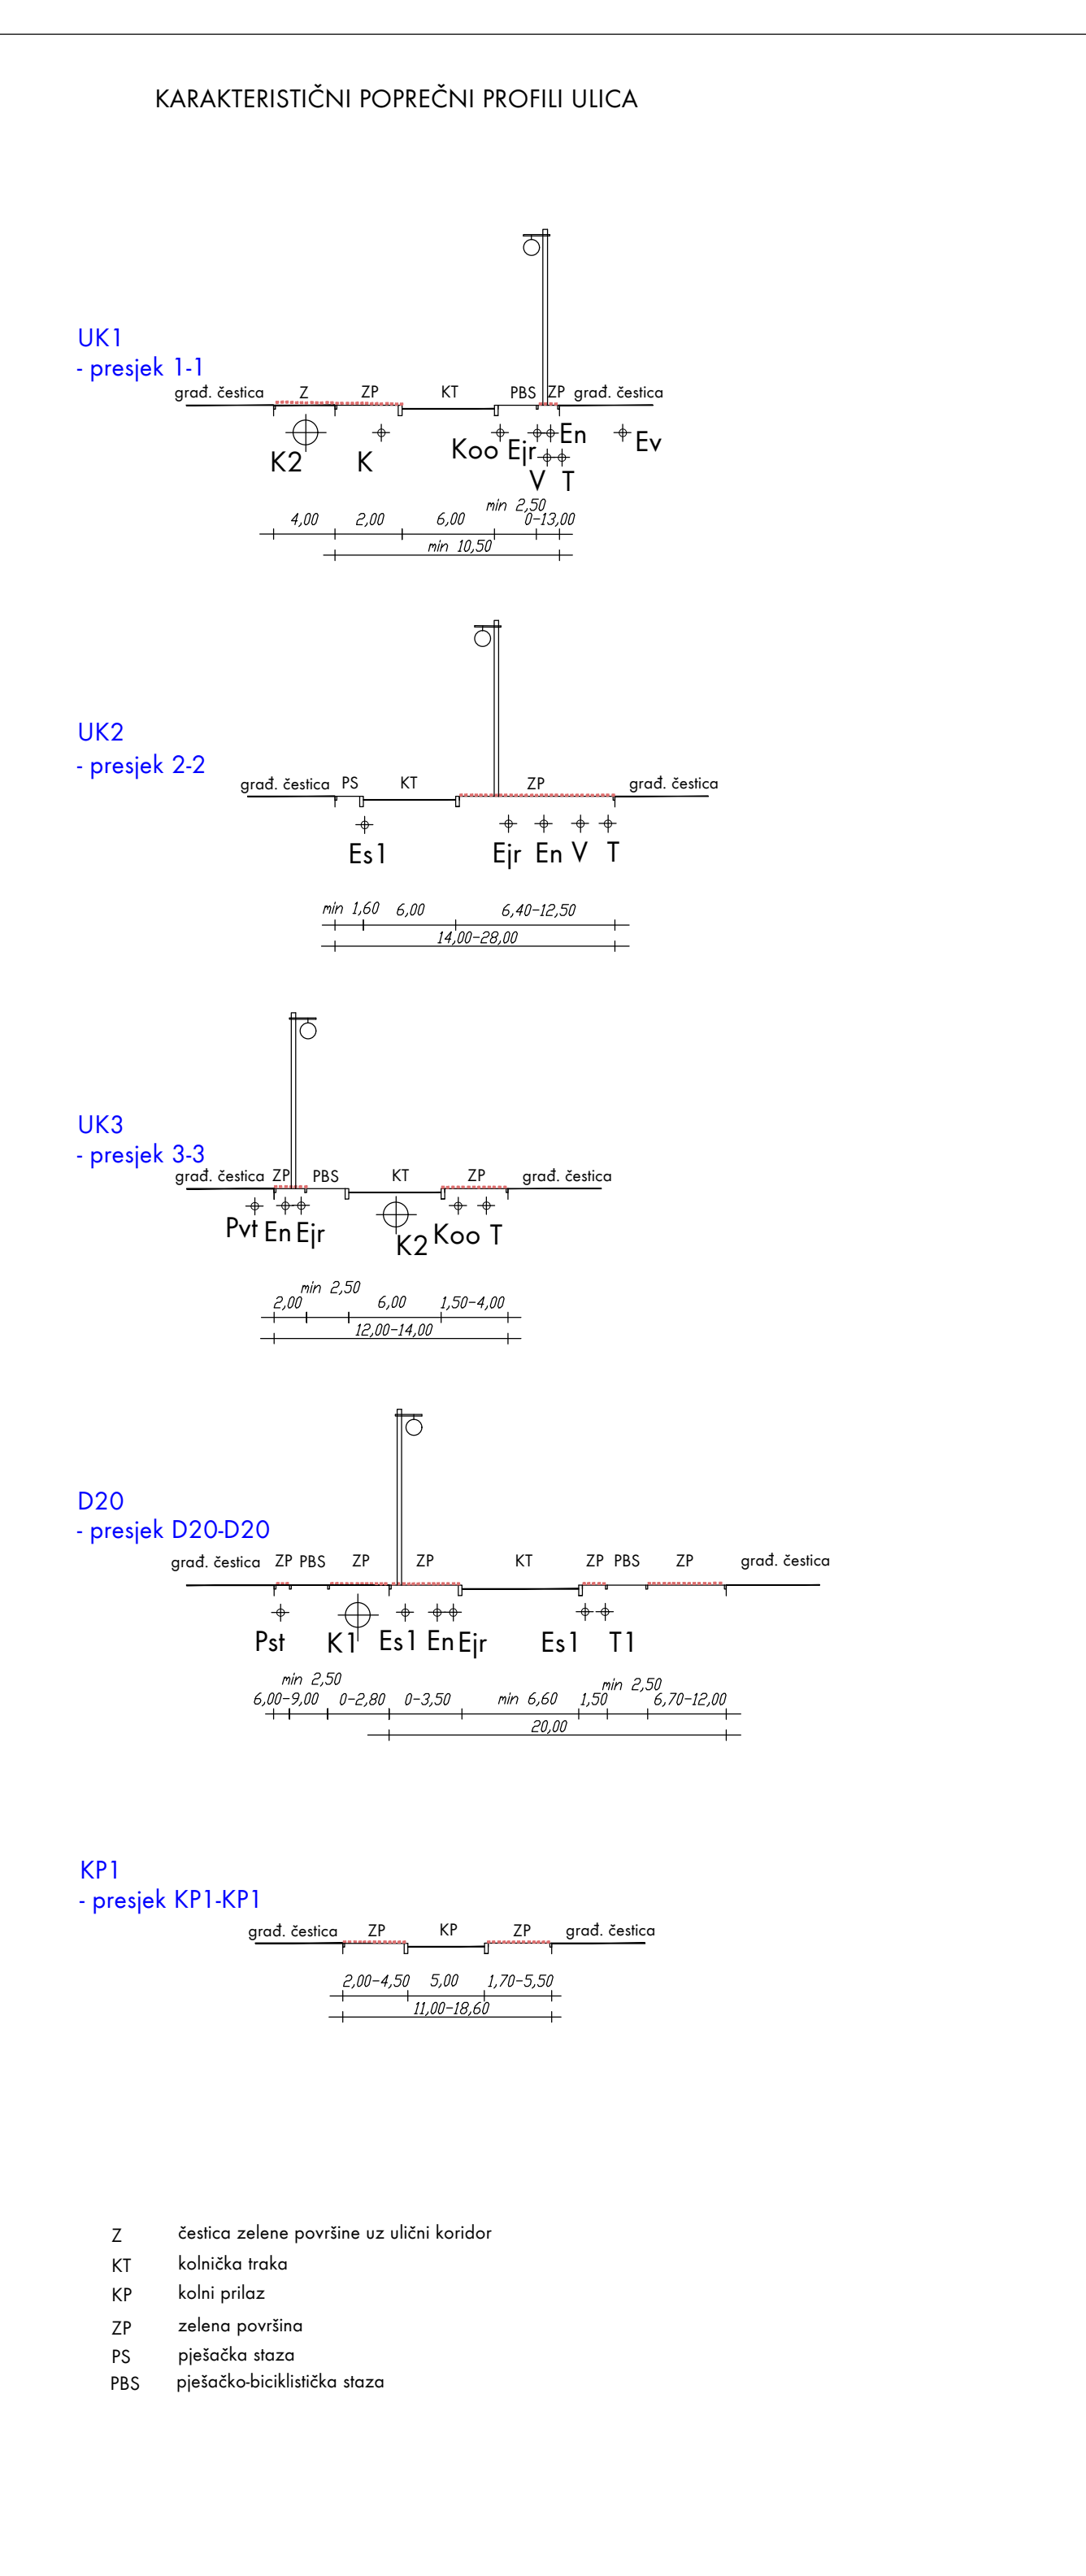 KARAKTERISTIČNI POPREČNI PROFILI ULICA
UK1
- presjek 1-1
građ. čestica Z ZP KT PBS ZP građ. čestica
K2 K Koo Ejr En Ev
V T
min 2,50
4,00 2,00 6,00 0-13,00
min 10,50
UK2
- presjek 2-2
građ. čestica PS KT ZP građ. čestica
Es1 Ejr En V T
min 1,60 6,00 6,40-12,50
14,00-28,00
UK3
- presjek 3-3
građ. čestica ZP PBS KT ZP građ. čestica
Pvt En Ejr K2 Koo T
min 2,50
2,00 6,00 1,50-4,00
12,00-14,00
D20
- presjek D20-D20
građ. čestica ZP PBS ZP ZP KT ZP PBS ZP građ. čestica
Pst K1 Es1 En Ejr Es1 T1
min 2,50 min 2,50
6,00-9,00 0-2,80 0-3,50 min 6,60 1,50 6,70-12,00
20,00
KP1
- presjek KP1-KP1
građ. čestica ZP KP ZP građ. čestica
2,00-4,50 5,00 1,70-5,50
11,00-18,60
Z čestica zelene površine uz ulični koridor
KT kolnička traka
KP kolni prilaz
ZP zelena površina
PS pješačka staza
PBS pješačko-biciklistička staza